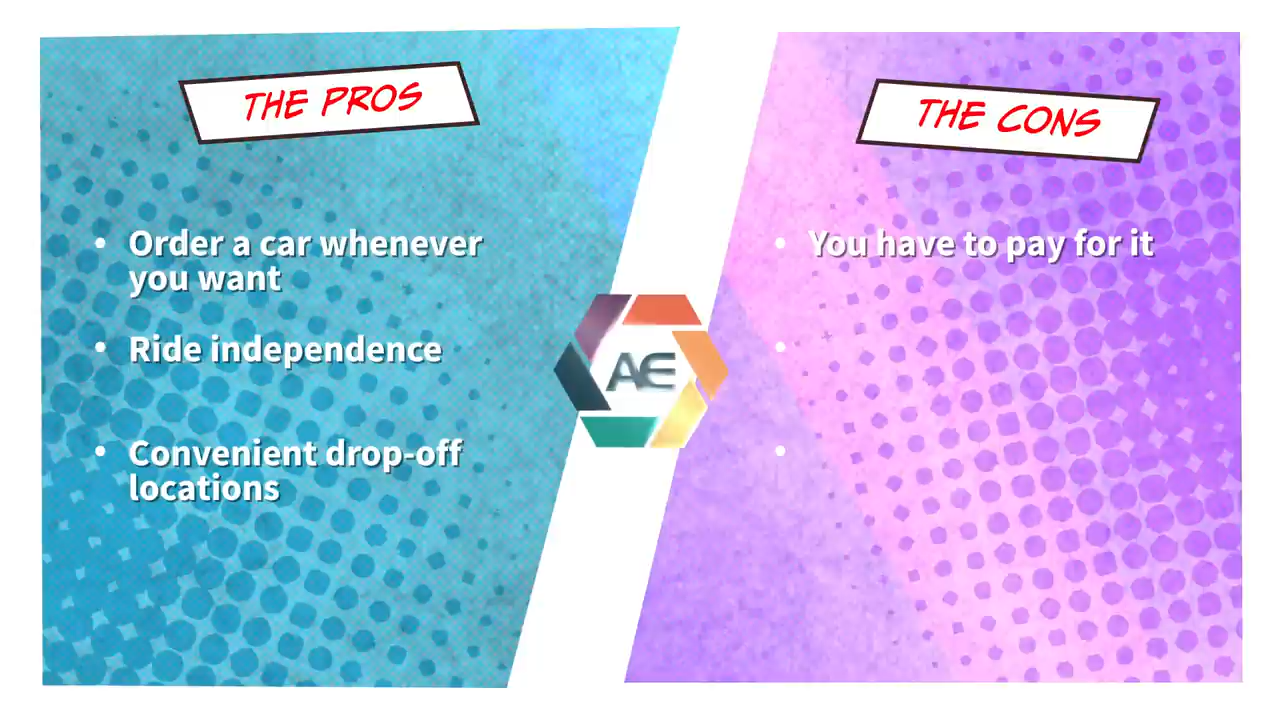 THE PROS
• Order a car whenever
you want
• Ride independence
• Convenient drop-off
locations
THE CONS
• You have to pay for it
•
•
AE